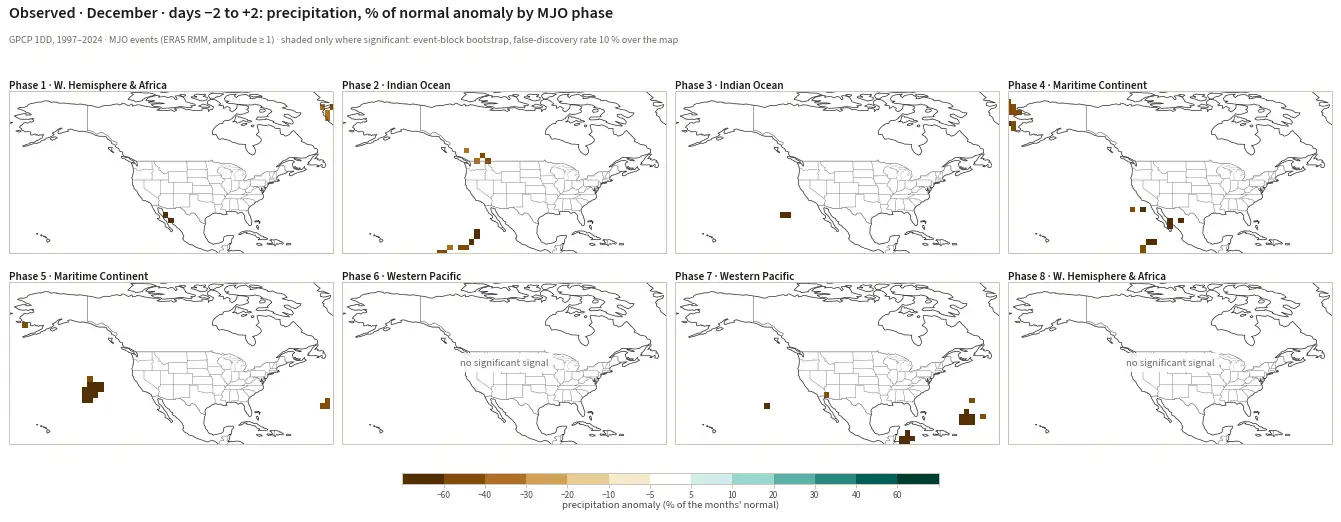 Observed · December · days −2 to +2: precipitation, % of normal anomaly by MJO phase
GPCP 1DD, 1997–2024 · MJO events (ERA5 RMM, amplitude ≥ 1) · shaded only where significant: event-block bootstrap, false-discovery rate 10 % over the map
Phase 1 · W. Hemisphere & Africa
Phase 2 · Indian Ocean
Phase 3 · Indian Ocean
Phase 4 · Maritime Continent
Phase 5 · Maritime Continent
Phase 6 · Western Pacific
Phase 7 · Western Pacific
Phase 8 · W. Hemisphere & Africa
no significant signal
no significant signal
−60 −40 −30 −20 −10 −5 5 10 20 30 40 60
precipitation anomaly (% of the months' normal)